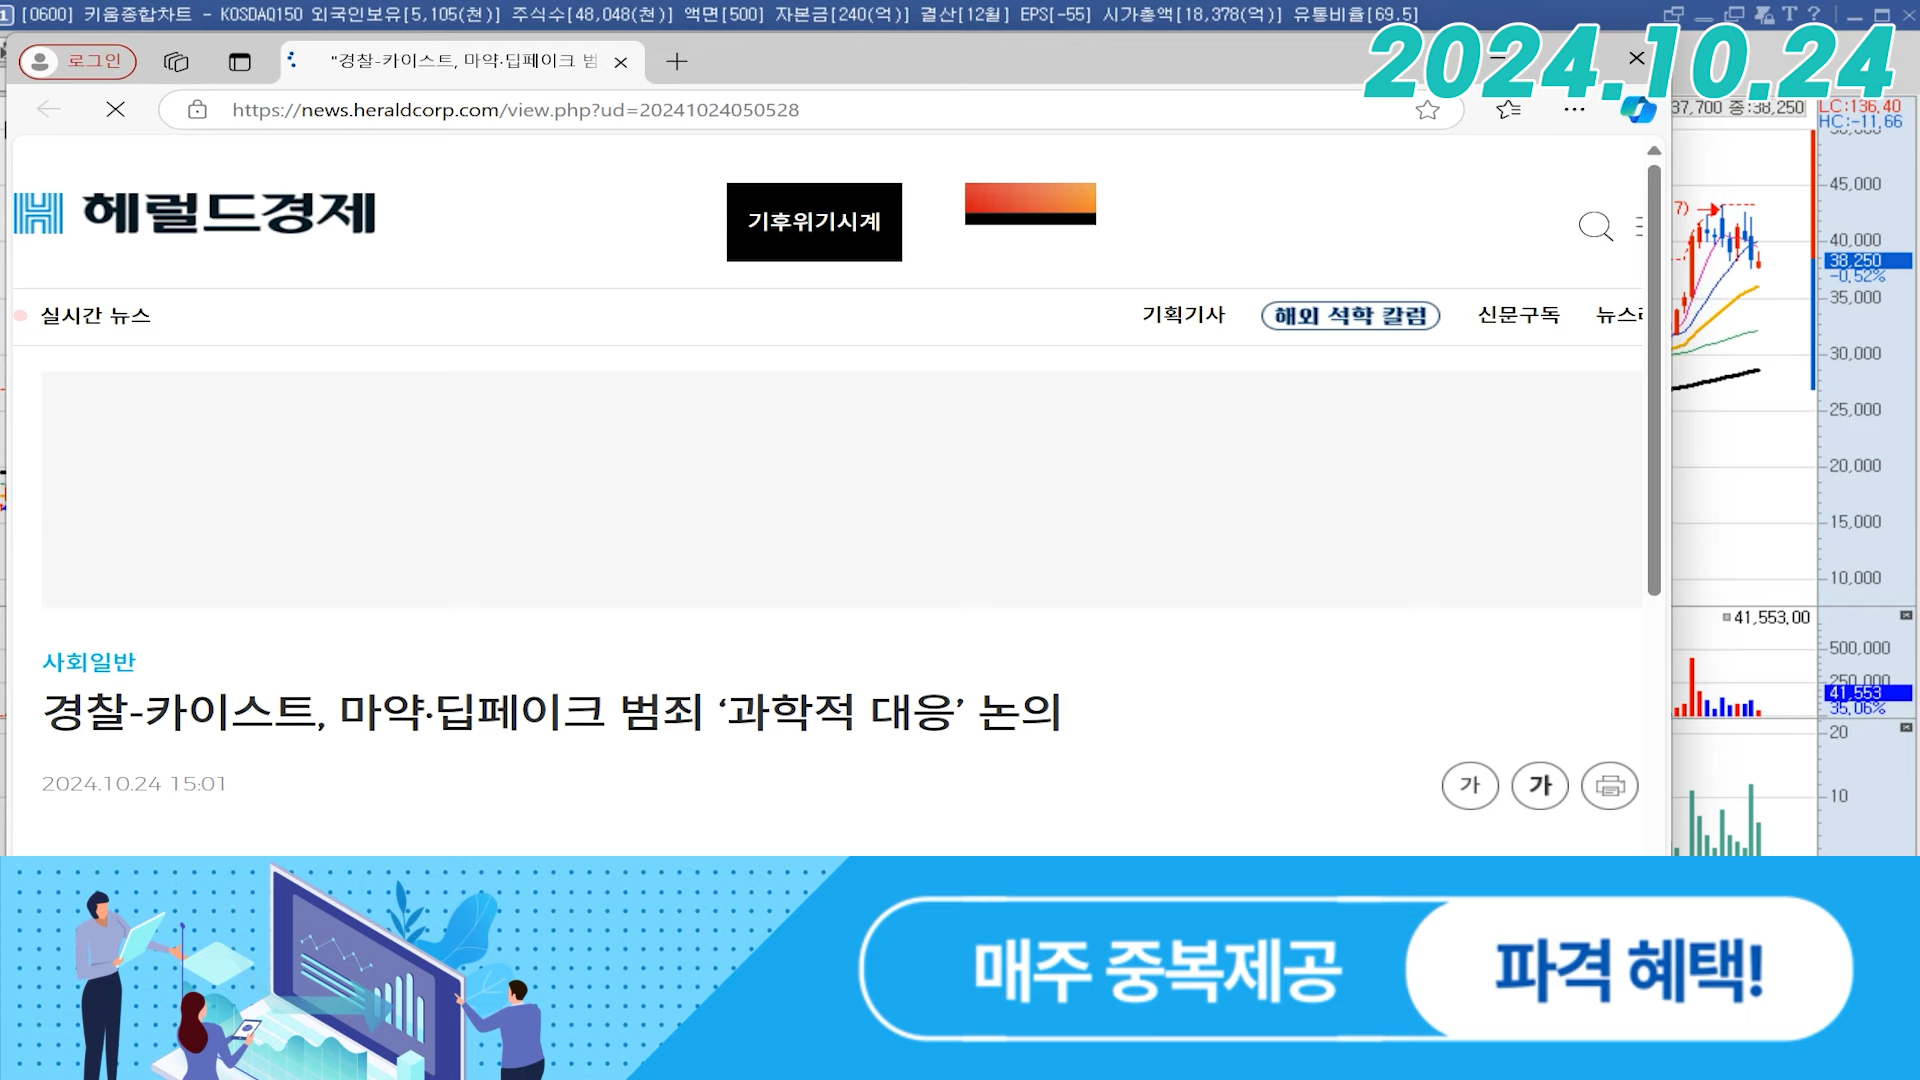 [0600] 키움종합차트 - KOSDAQ150 외국인보유[5,105(천)] 주식수[48,048(천)] 액면[500] 자본금[240(억)] 결산[12월] EPS[-55] 시가총액[18,378(억)] 유통비율[69.5]
2024.10.24
로그인
"경찰-카이스트, 마약·딥페이크 범
https://news.heraldcorp.com/view.php?ud=20241024050528
37,700 종:38,250
LC:136.40
HC:-11.66
헤럴드경제
기후위기시계
실시간 뉴스
기획기사
해외 석학 칼럼
신문구독
45,000
40,000
38,250
-0.52%
35,000
30,000
25,000
20,000
15,000
10,000
41,553,00
500,000
250,000
41,553
35.06%
20
10
사회일반
경찰-카이스트, 마약·딥페이크 범죄 ‘과학적 대응’ 논의
2024.10.24 15:01
가
가
매주 중복제공
파격 혜택!